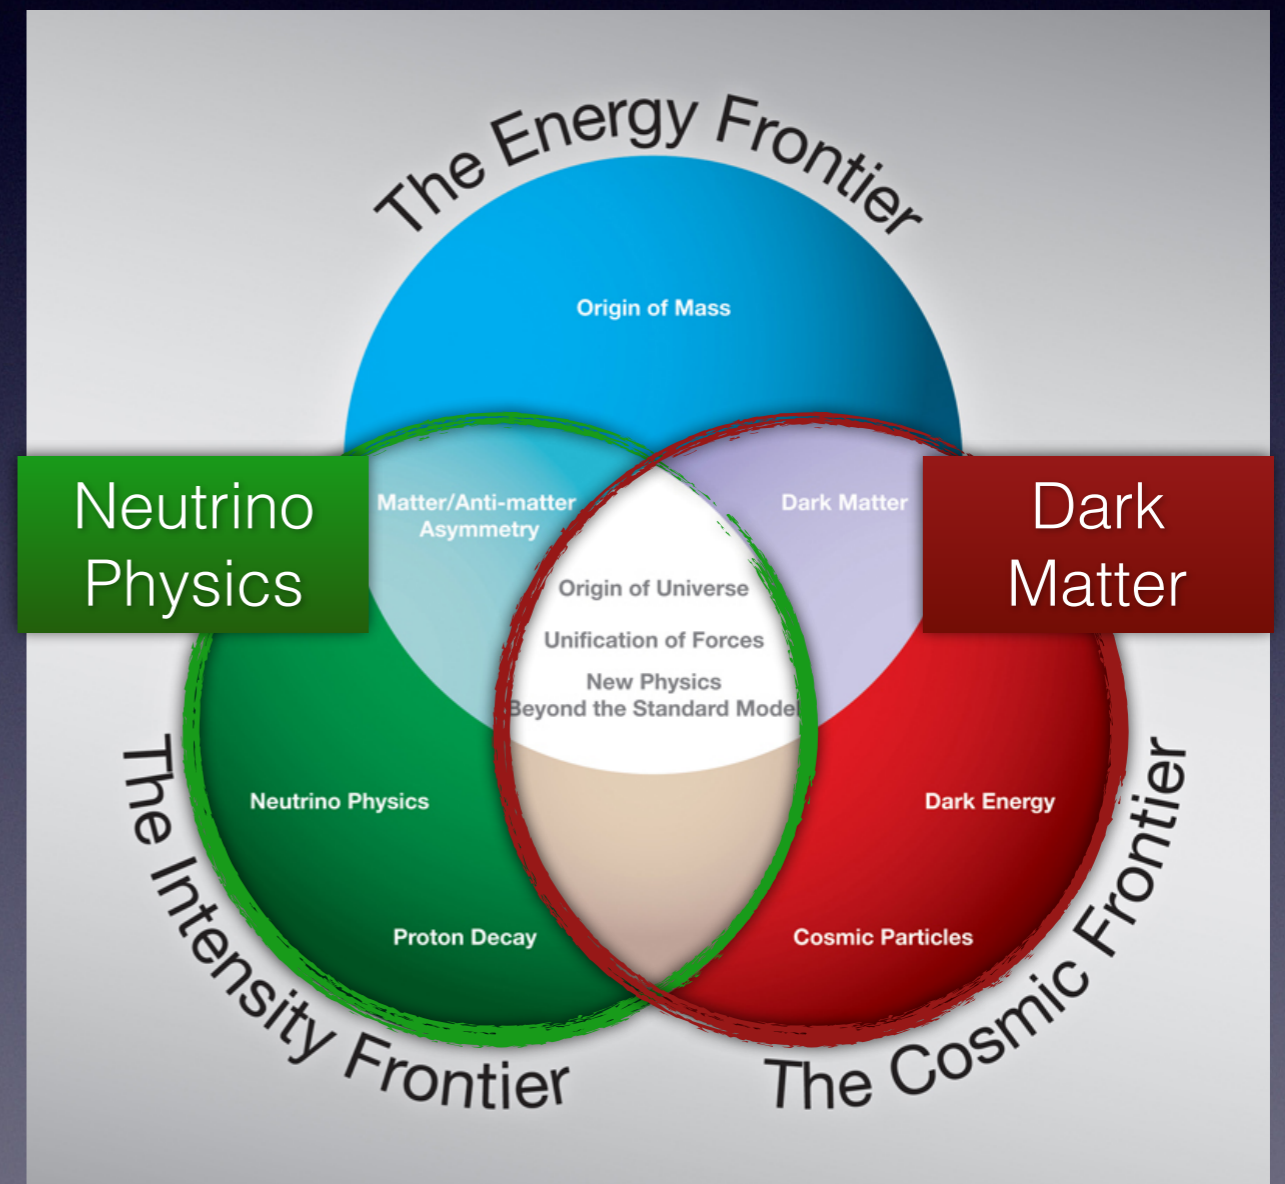 The Energy Frontier
Origin of Mass
Neutrino
Physics
Matter/Anti-matter
Asymmetry
Dark Matter
Dark
Matter
Origin of Universe
Unification of Forces
New Physics
Beyond the Standard Model
Neutrino Physics
Dark Energy
Proton Decay
Cosmic Particles
The Intensity Frontier
The Cosmic Frontier